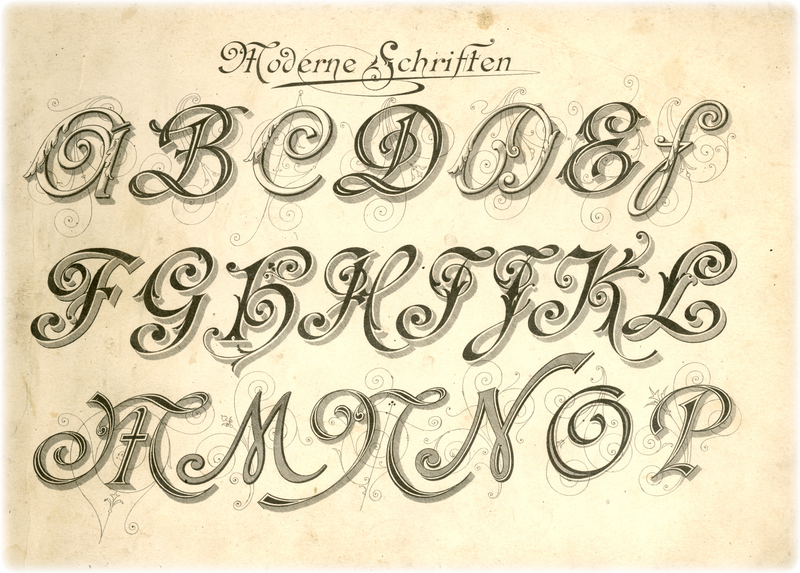 Moderne Schriften
A B C D D E f
F G H H I J K L
M M N N O P